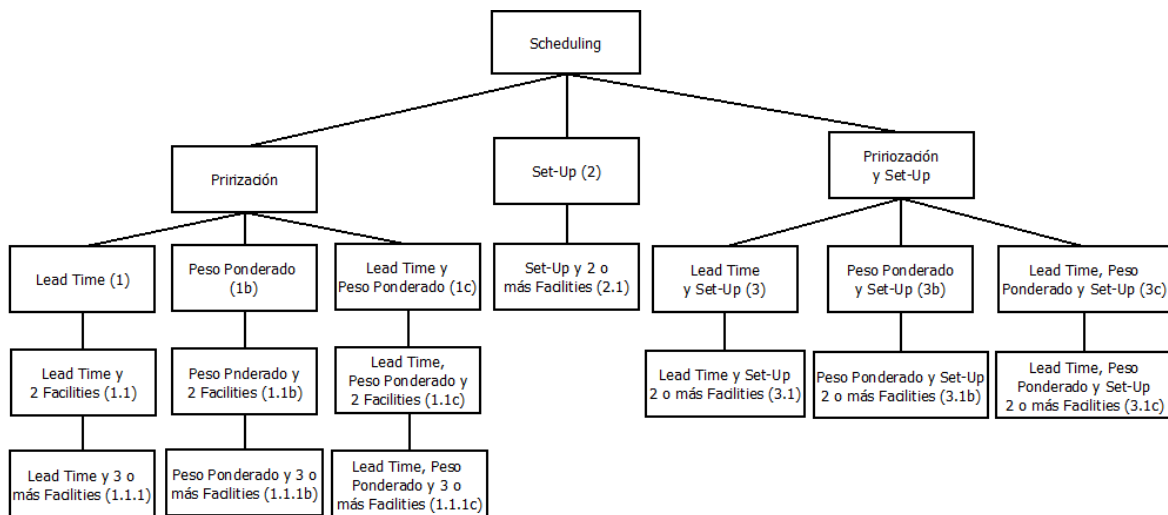 Scheduling
Prirización
Set-Up (2)
Pririozación
y Set-Up
Lead Time (1)
Peso Ponderado
(1b)
Lead Time y
Peso Ponderado (1c)
Set-Up y 2 o
más Facilities (2.1)
Lead Time
y Set-Up (3)
Peso Ponderado
y Set-Up (3b)
Lead Time, Peso
Ponderado y Set-Up (3c)
Lead Time y
2 Facilities (1.1)
Peso Pnderado y
2 Facilities (1.1b)
Lead Time,
Peso Ponderado y
2 Facilities (1.1c)
Lead Time y Set-Up
2 o más Facilities (3.1)
Peso Ponderado y Set-Up
2 o más Facilities (3.1b)
Lead Time, Peso
Ponderado y Set-Up
2 o más Facilities (3.1c)
Lead Time y 3 o
más Facilities (1.1.1)
Peso Ponderado y 3 o
más Facilities (1.1.1b)
Lead Time, Peso
Ponderado y 3 o
más Facilities (1.1.1c)